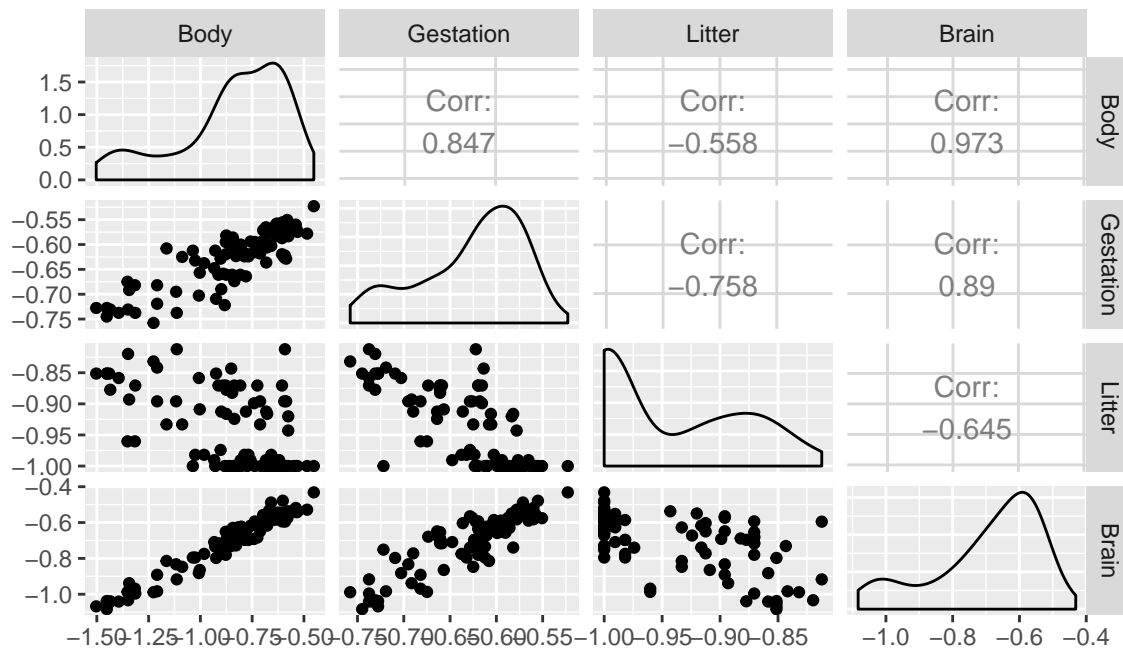 Body Gestation Litter Brain
1.5
1.0
0.5
0.0
Corr:
0.847
Corr:
−0.558
Corr:
0.973
Body
−0.55
−0.60
−0.65
−0.70
−0.75
Corr:
−0.758
Corr:
0.89
Gestation
−0.85
−0.90
−0.95
−1.00
Corr:
−0.645
Litter
−0.4
−0.6
−0.8
−1.0
Brain
−1.50 −1.25 −1.00 −0.75 −0.50 −0.75 −0.70 −0.65 −0.60 −0.55 −1.00 −0.95 −0.90 −0.85 −1.0 −0.8 −0.6 −0.4